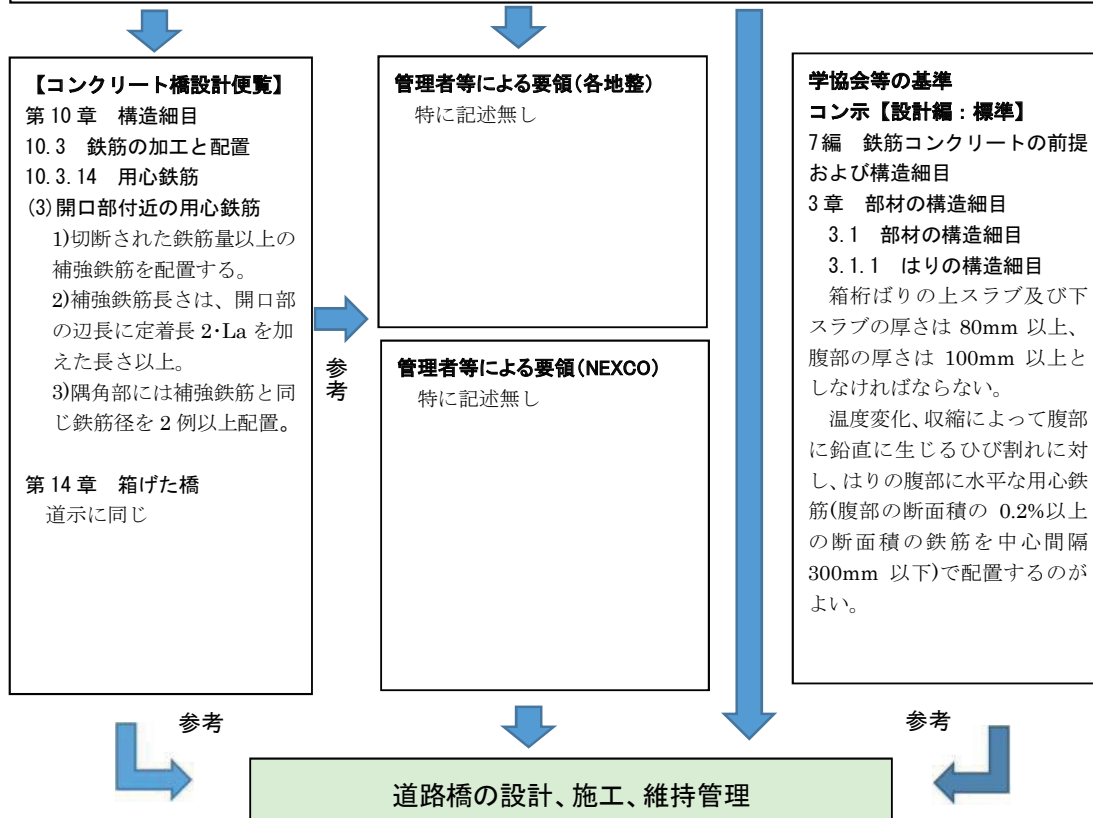 【コンクリート橋設計便覧】
第10章 構造細目
10.3 鉄筋の加工と配置
10.3.14 用心鉄筋
(3)開口部付近の用心鉄筋
1)切断された鉄筋量以上の
補強鉄筋を配置する。
2)補強鉄筋長さは、開口部
の辺長に定着長 2･La を加
えた長さ以上。
3)隅角部には補強鉄筋と同
じ鉄筋径を 2 例以上配置。
第14章 箱げた橋
道示に同じ
参考
管理者等による要領(各地整)
特に記述無し
管理者等による要領(NEXCO)
特に記述無し
学協会等の基準
コン示【設計編：標準】
7編 鉄筋コンクリートの前提
および構造細目
3章 部材の構造細目
3.1 部材の構造細目
3.1.1 はりの構造細目
箱桁ばりの上スラブ及び下
スラブの厚さは 80mm 以上、
腹部の厚さは 100mm 以上と
しなければならない。
温度変化、収縮によって腹部
に鉛直に生じるひび割れに対
し、はりの腹部に水平な用心鉄
筋(腹部の断面積の 0.2%以上
の断面積の鉄筋を中心間隔
300mm 以下)で配置するのが
よい。
参考
参考
道路橋の設計、施工、維持管理